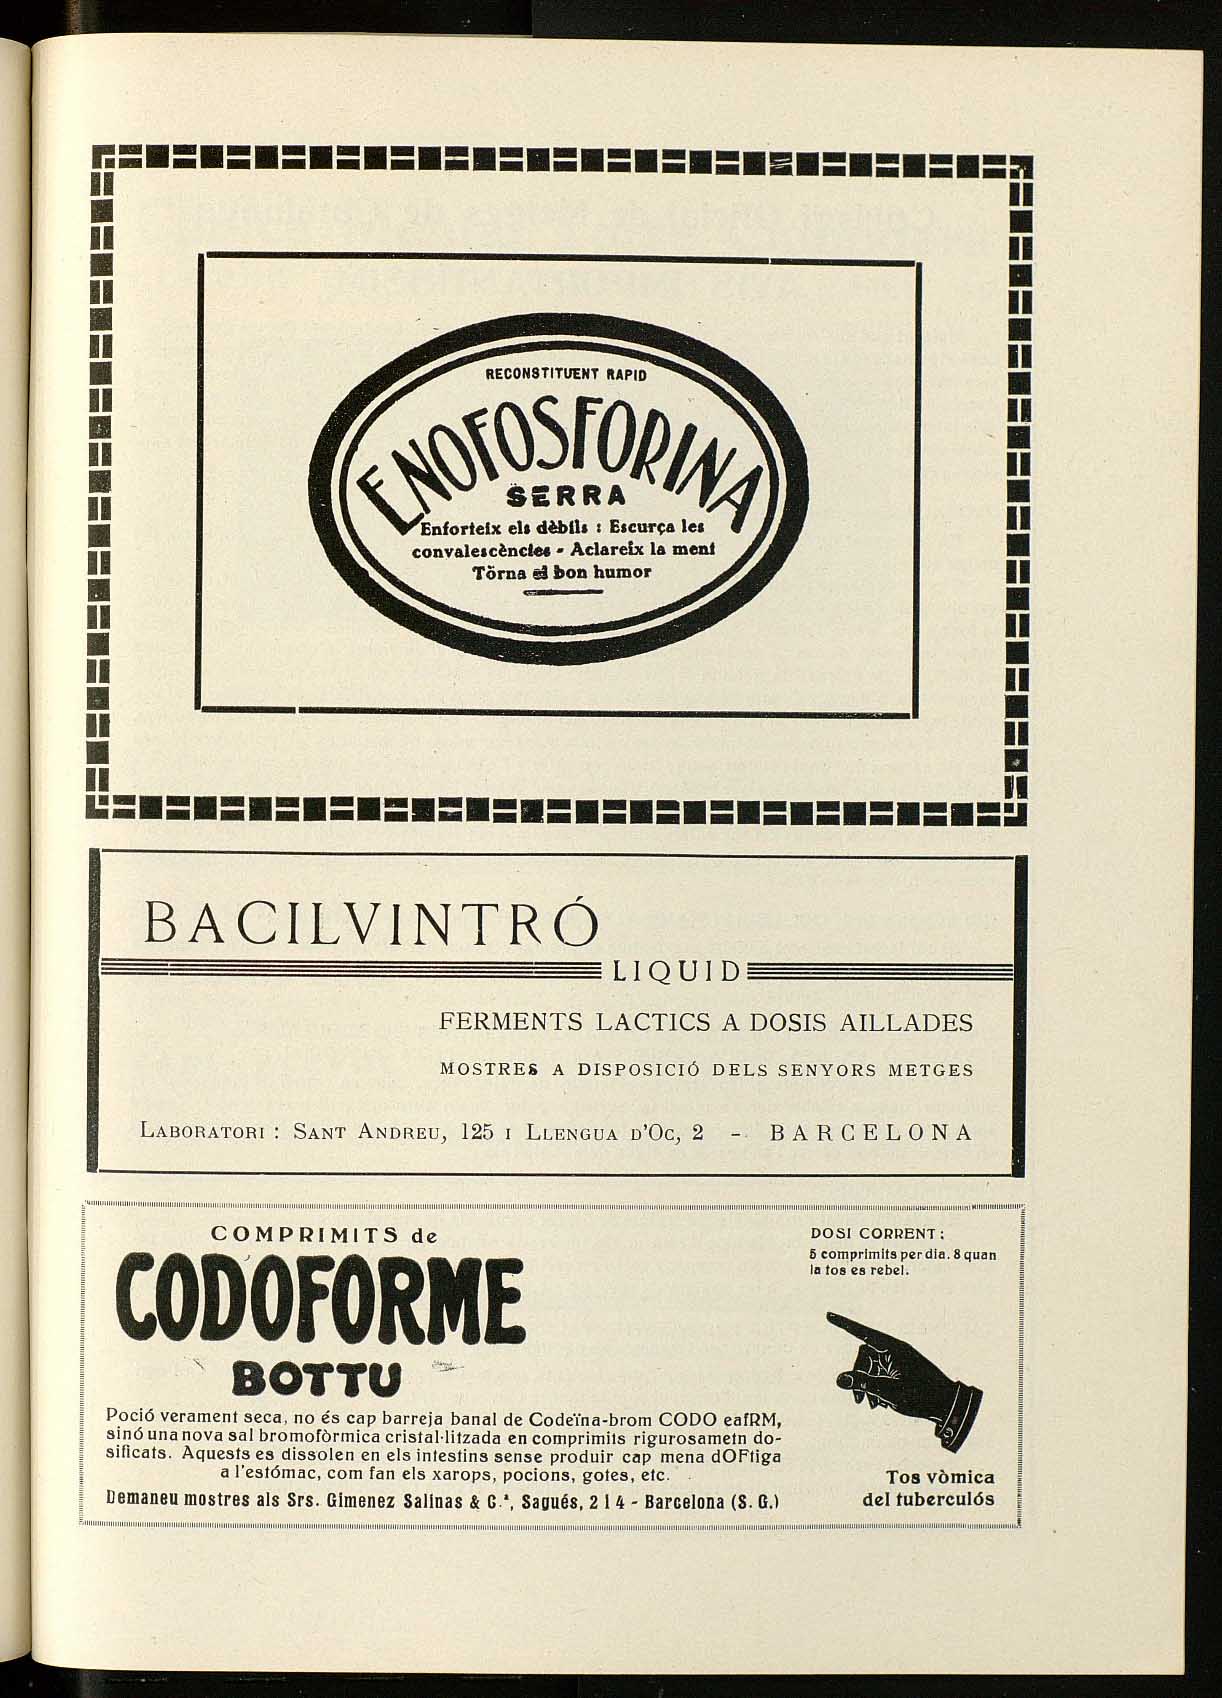 RECONSTITUENT RAPID
ENOFOSFORINA
SERRA
Enforteix els dèbils : Escurça les
convalescències - Aclareix la ment
Törna el bon humor
BACILVINTRÓ
LIQUID
FERMENTS LACTICS A DOSIS AILLADES
MOSTRES A DISPOSICIÓ DELS SENYORS METGES
LABORATORI : SANT ANDREU, 125 I LLENGUA D'OC, 2 - BARCELONA
COMPRIMITS de
CODOFORME
BOTTU
Poció verament seca, no és cap barreja banal de Codeïna-brom CODO eafRM,
sinó una nova sal bromofòrmica cristal·litzada en comprimits rigurosametn do-
sificats. Aquests es dissolen en els intestins sense produir cap mena dOFtiga
a l'estómac, com fan els xarops, pocions, gotes, etc.
Demaneu mostres als Srs. Gimenez Salinas & C.ª, Sagués, 2 i 4 - Barcelona (S. G.)
DOSI CORRENT:
5 comprimits per dia. 8 quan
la tos es rebel.
Tos vòmica
del tuberculós